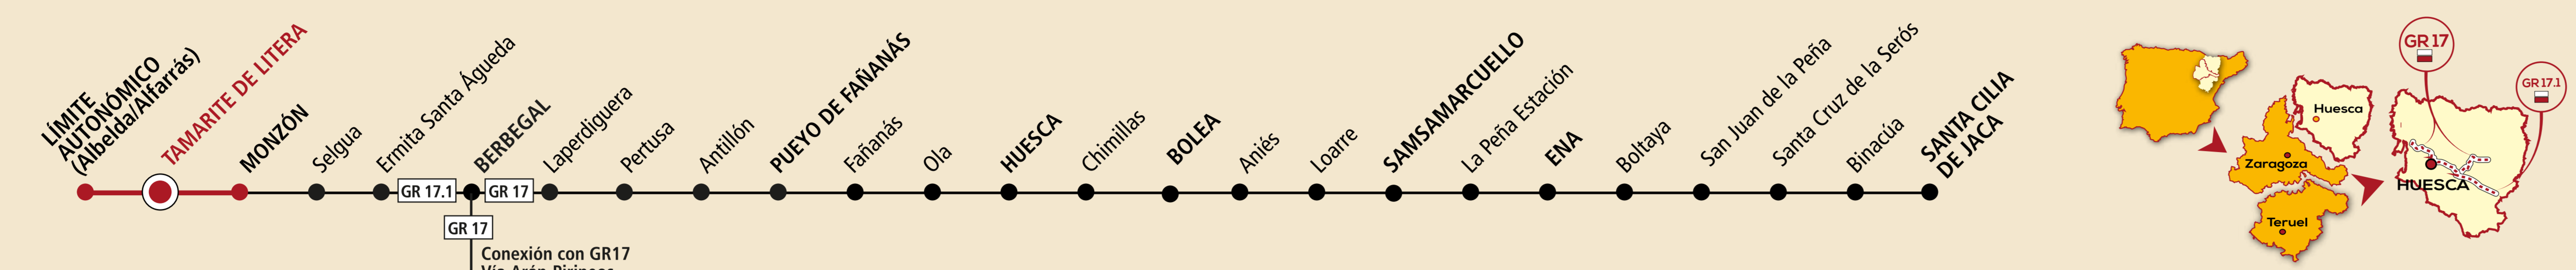 LÍMITE
AUTONÓMICO
(Albelda/Alfarrás)
TAMARITE DE LITERA
MONZÓN
Selgua
Ermita Santa Águeda
BERBEGAL
Laperdiguera
Pertusa
Antillón
PUEYO DE FAÑANÁS
Fañanás
Ola
HUESCA
Chimillas
BOLEA
Aniés
Loarre
SAMSAMARCUELLO
La Peña Estación
ENA
Boltaya
San Juan de la Peña
Santa Cruz de la Serós
Binacúa
SANTA CILIA
DE JACA
GR 17.1
GR 17
GR 17
Conexión con GR17
Vía Arán Pirineos
Huesca
Zaragoza
Teruel
GR 17
GR 17.1
HUESCA